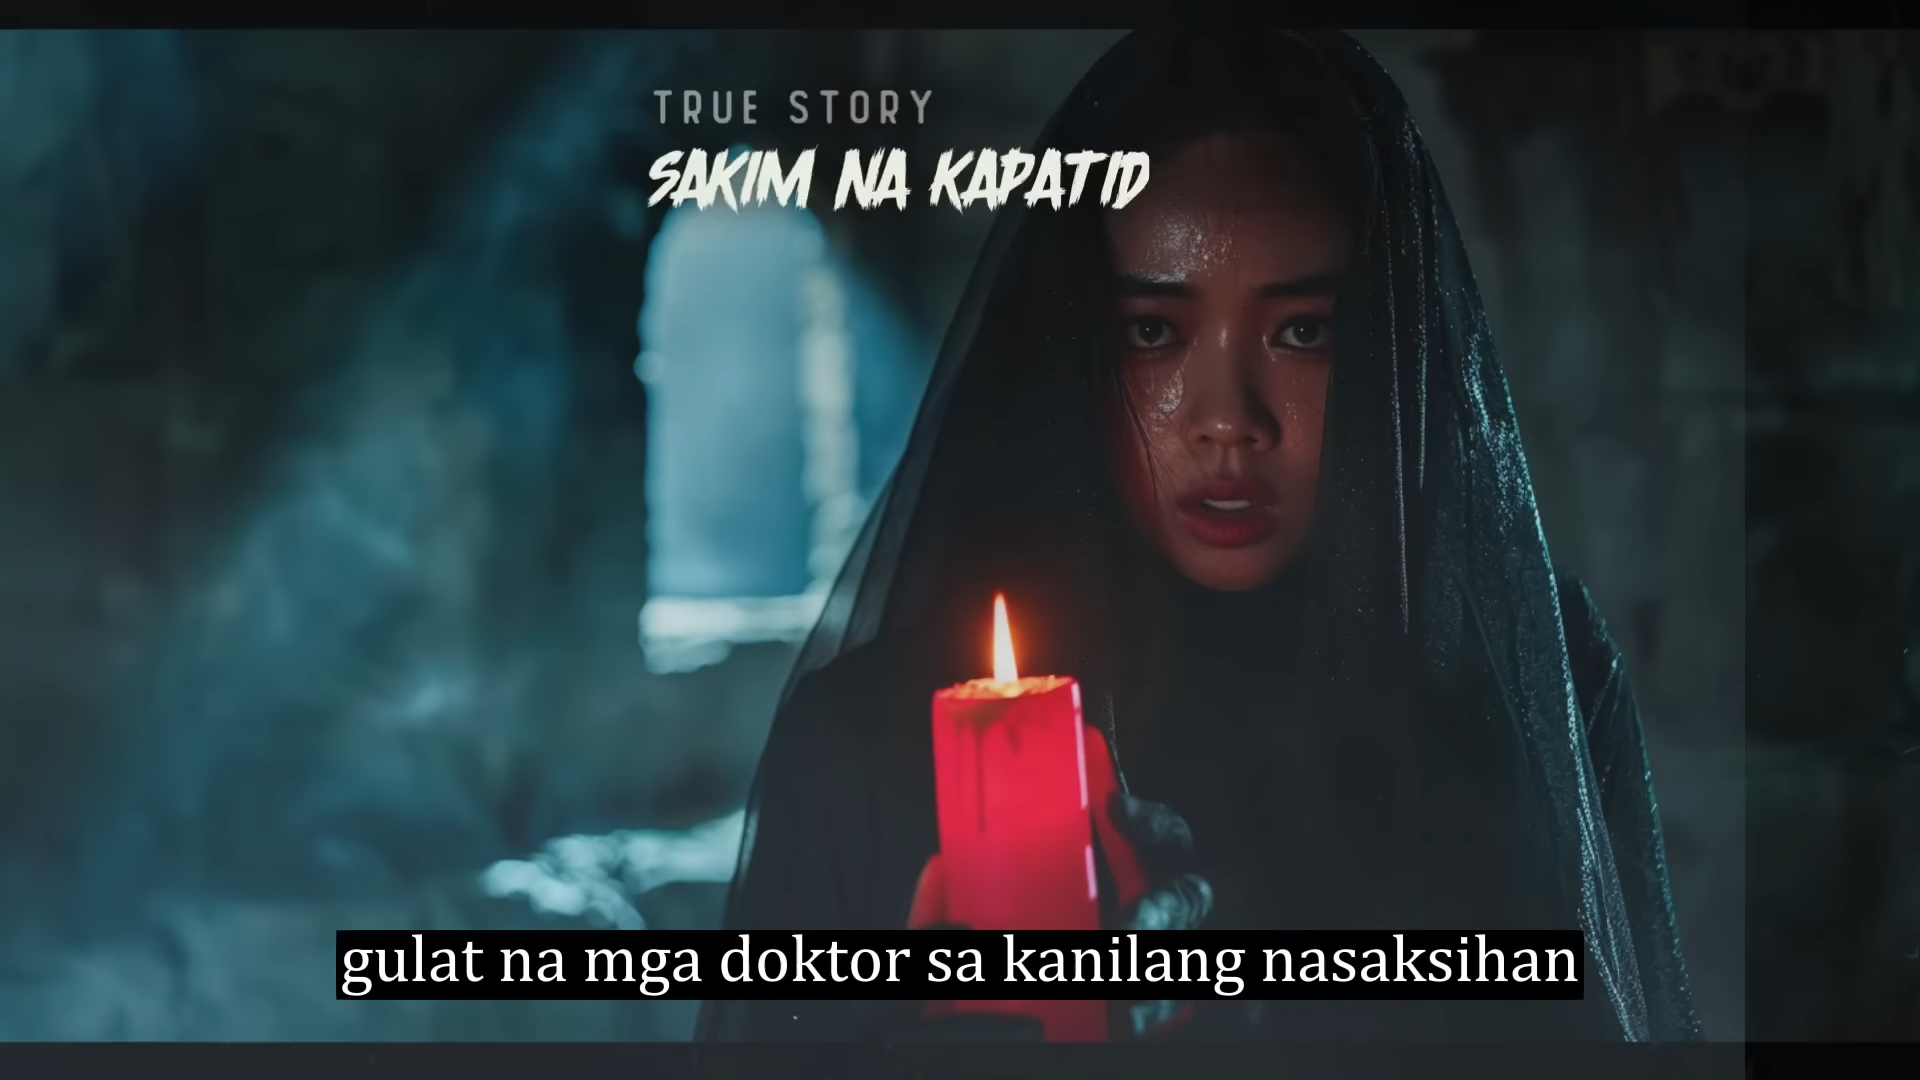 TRUE STORY
SAKIM NA KAPATID
gulat na mga doktor sa kanilang nasaksihan